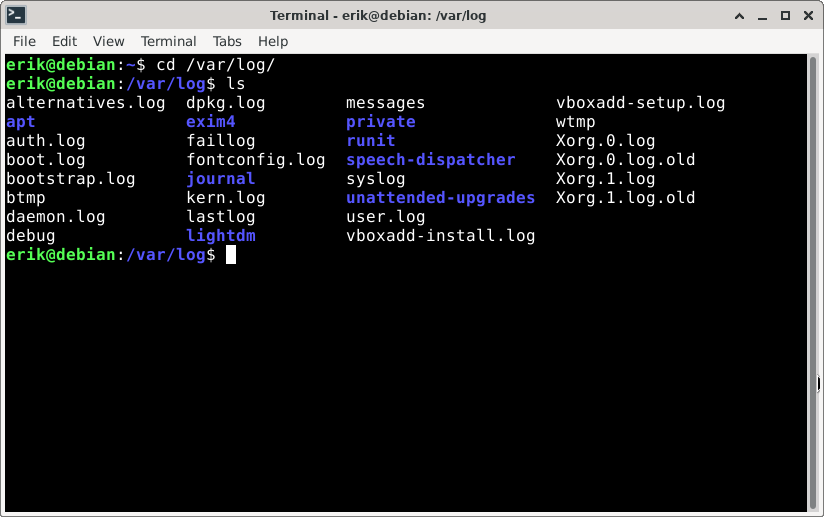 Terminal - erik@debian: /var/log
File Edit View Terminal Tabs Help
erik@debian:~$ cd /var/log/
erik@debian:/var/log$ ls
alternatives.log  dpkg.log        messages             vboxadd-setup.log
apt               exim4           private              wtmp
auth.log          faillog         runit                Xorg.0.log
boot.log          fontconfig.log  speech-dispatcher    Xorg.0.log.old
bootstrap.log     journal         syslog               Xorg.1.log
btmp              kern.log        unattended-upgrades  Xorg.1.log.old
daemon.log        lastlog         user.log
debug             lightdm         vboxadd-install.log
erik@debian:/var/log$